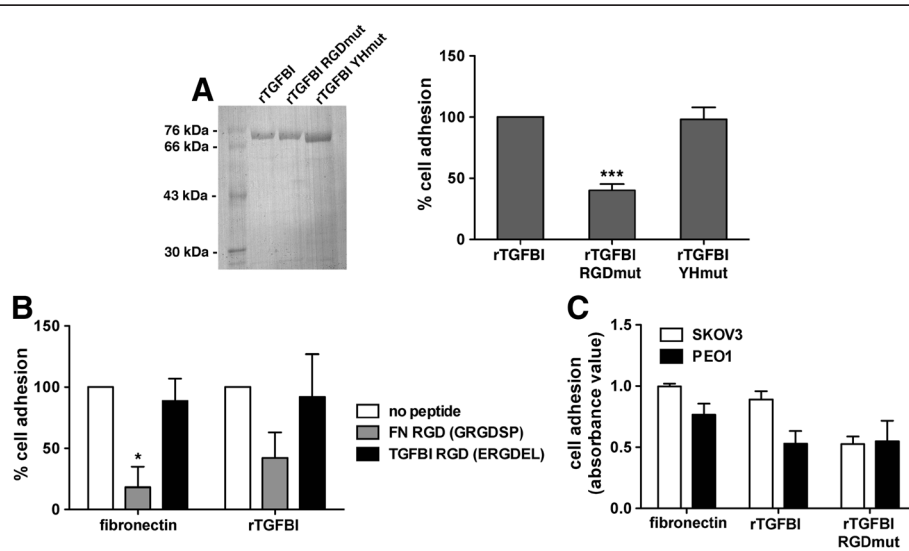 A
rTGFBI
rTGFBI RGDmut
rTGFBI YHmut
76 kDa -
66 kDa -
43 kDa -
30 kDa -
% cell adhesion
150
100
50
0
***
rTGFBI
rTGFBI
RGDmut
rTGFBI
YHmut
B
% cell adhesion
150
100
50
0
*
fibronectin
rTGFBI
no peptide
FN RGD (GRGDSP)
TGFBI RGD (ERGDEL)
C
cell adhesion
(absorbance value)
1.5
1.0
0.5
0.0
SKOV3
PEO1
fibronectin
rTGFBI
rTGFBI
RGDmut